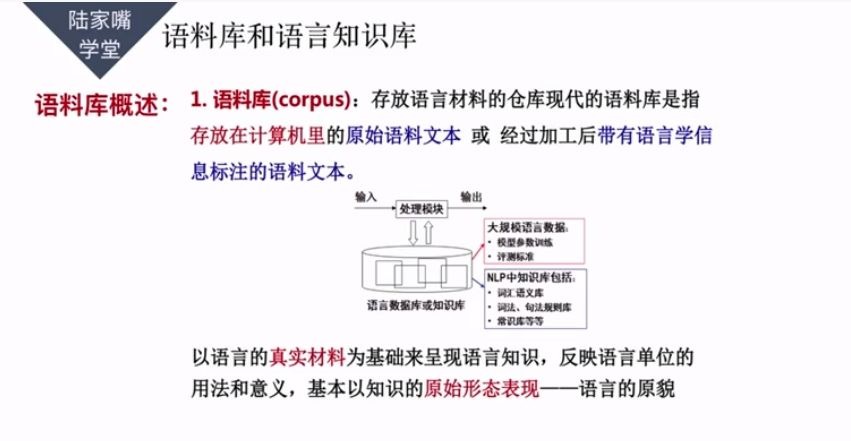 陆家嘴
学堂
语料库和语言知识库
语料库概述：
1. 语料库(corpus)：存放语言材料的仓库现代的语料库是指
存放在计算机里的原始语料文本 或 经过加工后带有语言学信
息标注的语料文本。
输入
处理模块
输出
语言数据库或知识库
大规模语言数据：
• 模型参数训练
• 评测标准
NLP中知识库包括：
• 词汇语义库
• 词法、句法规则库
• 常识库等等
以语言的真实材料为基础来呈现语言知识，反映语言单位的
用法和意义，基本以知识的原始形态表现——语言的原貌